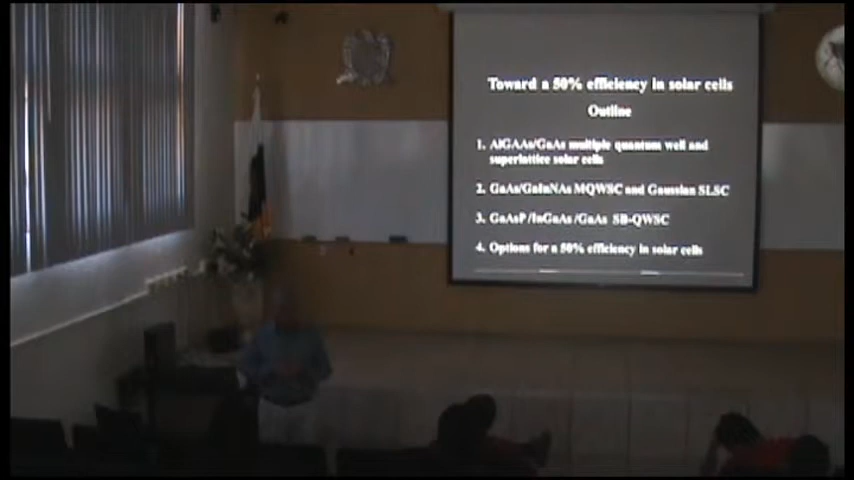 Toward a 50% efficiency in solar cells
Outline
1. AlGAAs/GaAs multiple quantum well and
superlattice solar cells
2. GaAs/GaInNAs MQWSC and Gaussian SLSC
3. GaAsP/InGaAs/GaAs SB-QWSC
4. Options for a 50% efficiency in solar cells